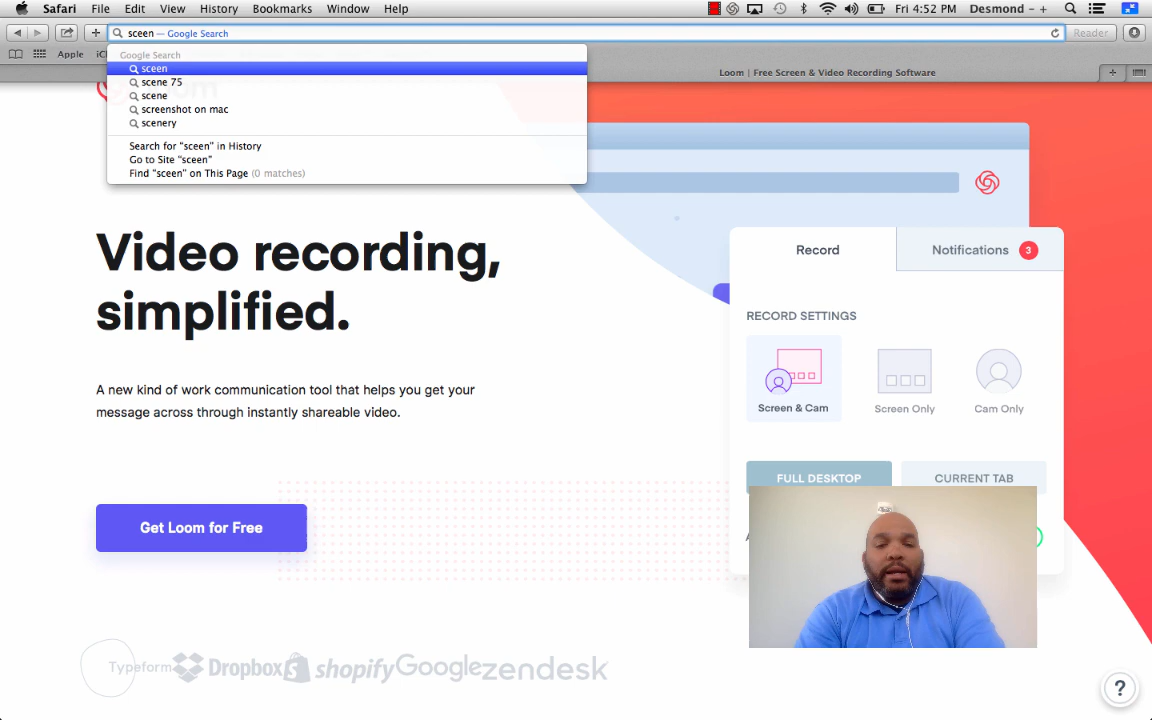 Safari File Edit View History Bookmarks Window Help Fri 4:52 PM Desmond - +
sceen — Google Search Reader
Apple
Google Search
sceen
scene 75
scene
screenshot on mac
scenery
Search for "sceen" in History
Go to Site "sceen"
Find "sceen" on This Page (0 matches)
Loom | Free Screen & Video Recording Software
Video recording,
simplified.
A new kind of work communication tool that helps you get your
message across through instantly shareable video.
Get Loom for Free
Record
Notifications 3
RECORD SETTINGS
Screen & Cam
Screen Only
Cam Only
FULL DESKTOP
CURRENT TAB
Typeform Dropbox shopify Google zendesk
?